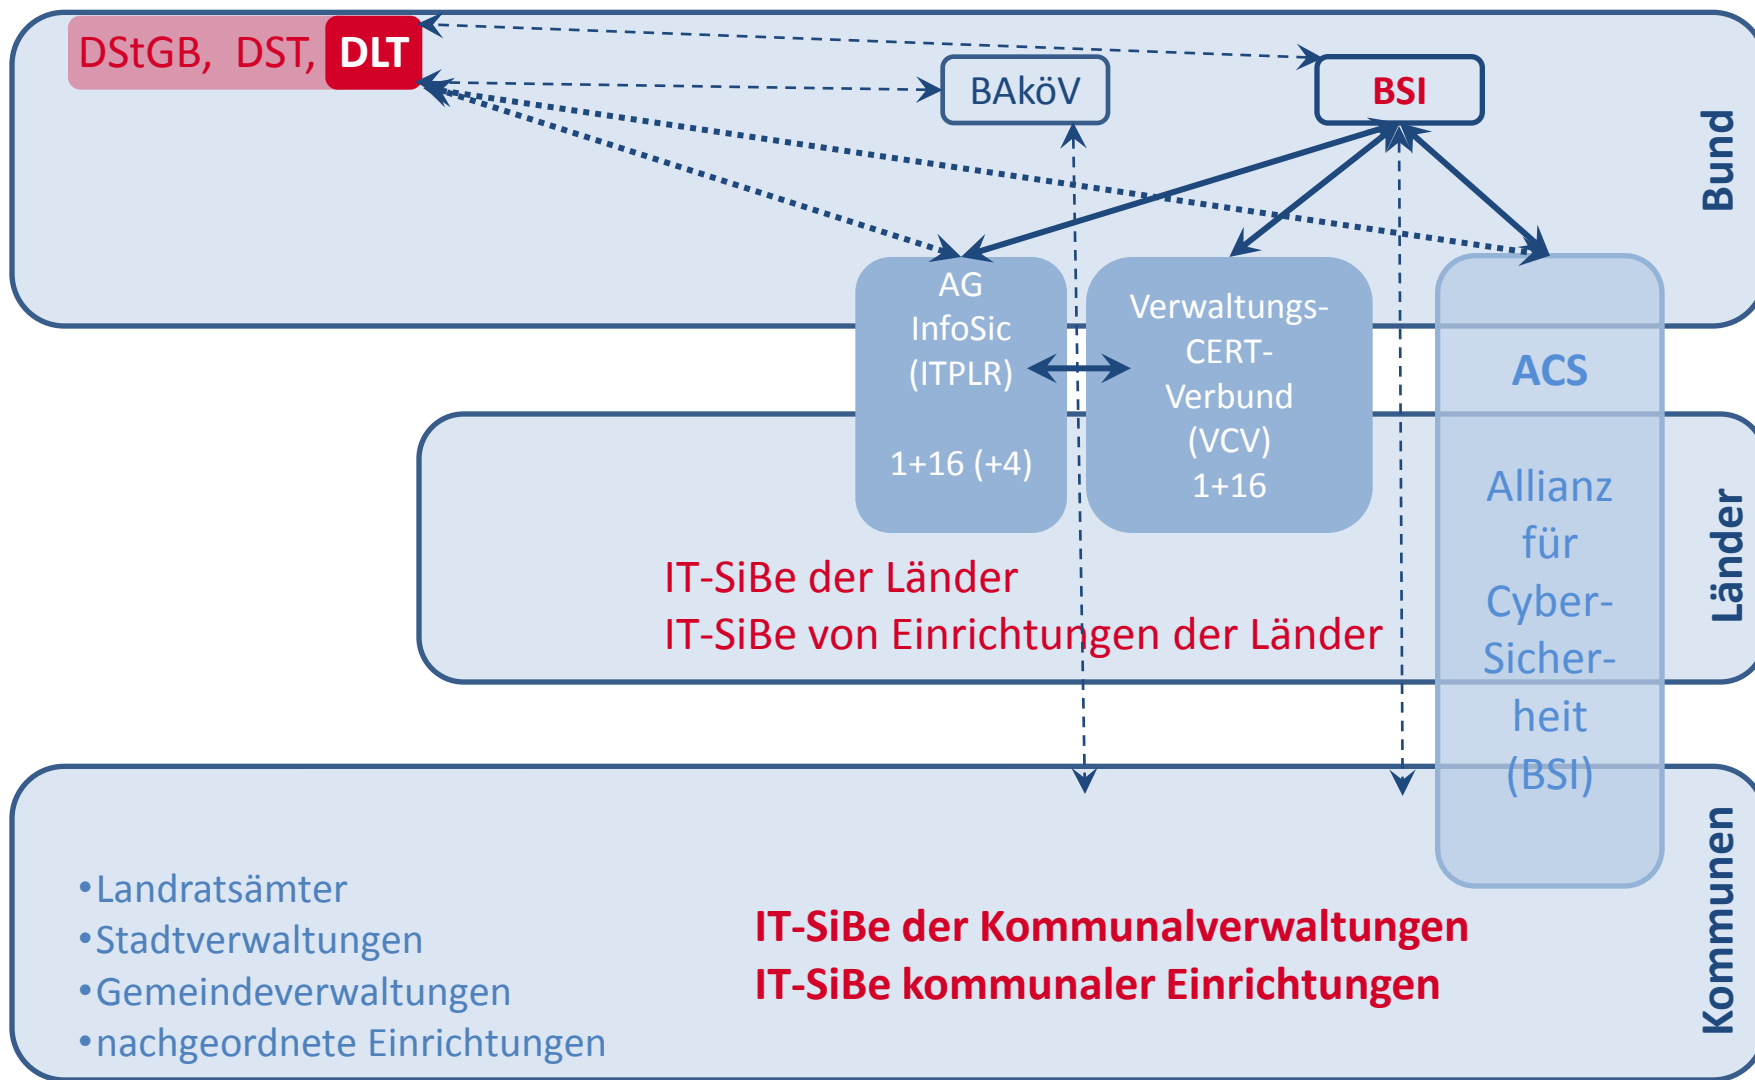 DStGB, DST, DLT
BAköV
BSI
Bund
AG
InfoSic
(ITPLR)
1+16 (+4)
Verwaltungs-
CERT-
Verbund
(VCV)
1+16
ACS
Allianz
für
Cyber-
Sicher-
heit
(BSI)
Länder
IT-SiBe der Länder
IT-SiBe von Einrichtungen der Länder
Kommunen
•Landratsämter
•Stadtverwaltungen
•Gemeindeverwaltungen
•nachgeordnete Einrichtungen
IT-SiBe der Kommunalverwaltungen
IT-SiBe kommunaler Einrichtungen